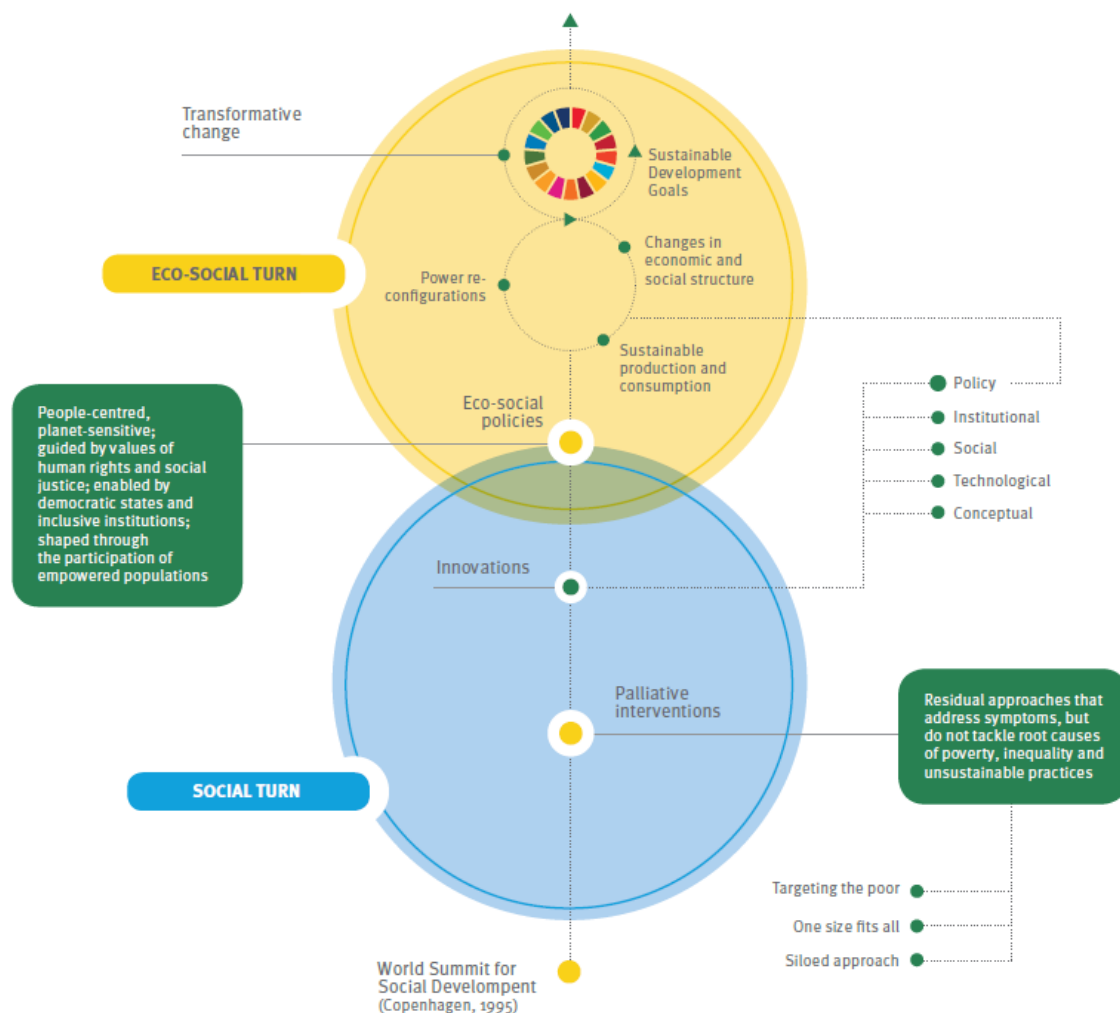 Transformative
change
Sustainable
Development
Goals
ECO-SOCIAL TURN
Power re-
configurations
Changes in
economic and
social structure
Sustainable
production and
consumption
Eco-social
policies
People-centred,
planet-sensitive;
guided by values of
human rights and social
justice; enabled by
democratic states and
inclusive institutions;
shaped through
the participation of
empowered populations
Policy
Institutional
Social
Technological
Conceptual
Innovations
Palliative
interventions
Residual approaches that
address symptoms, but
do not tackle root causes
of poverty, inequality and
unsustainable practices
SOCIAL TURN
Targeting the poor
One size fits all
Siloed approach
World Summit for
Social Develompent
(Copenhagen, 1995)